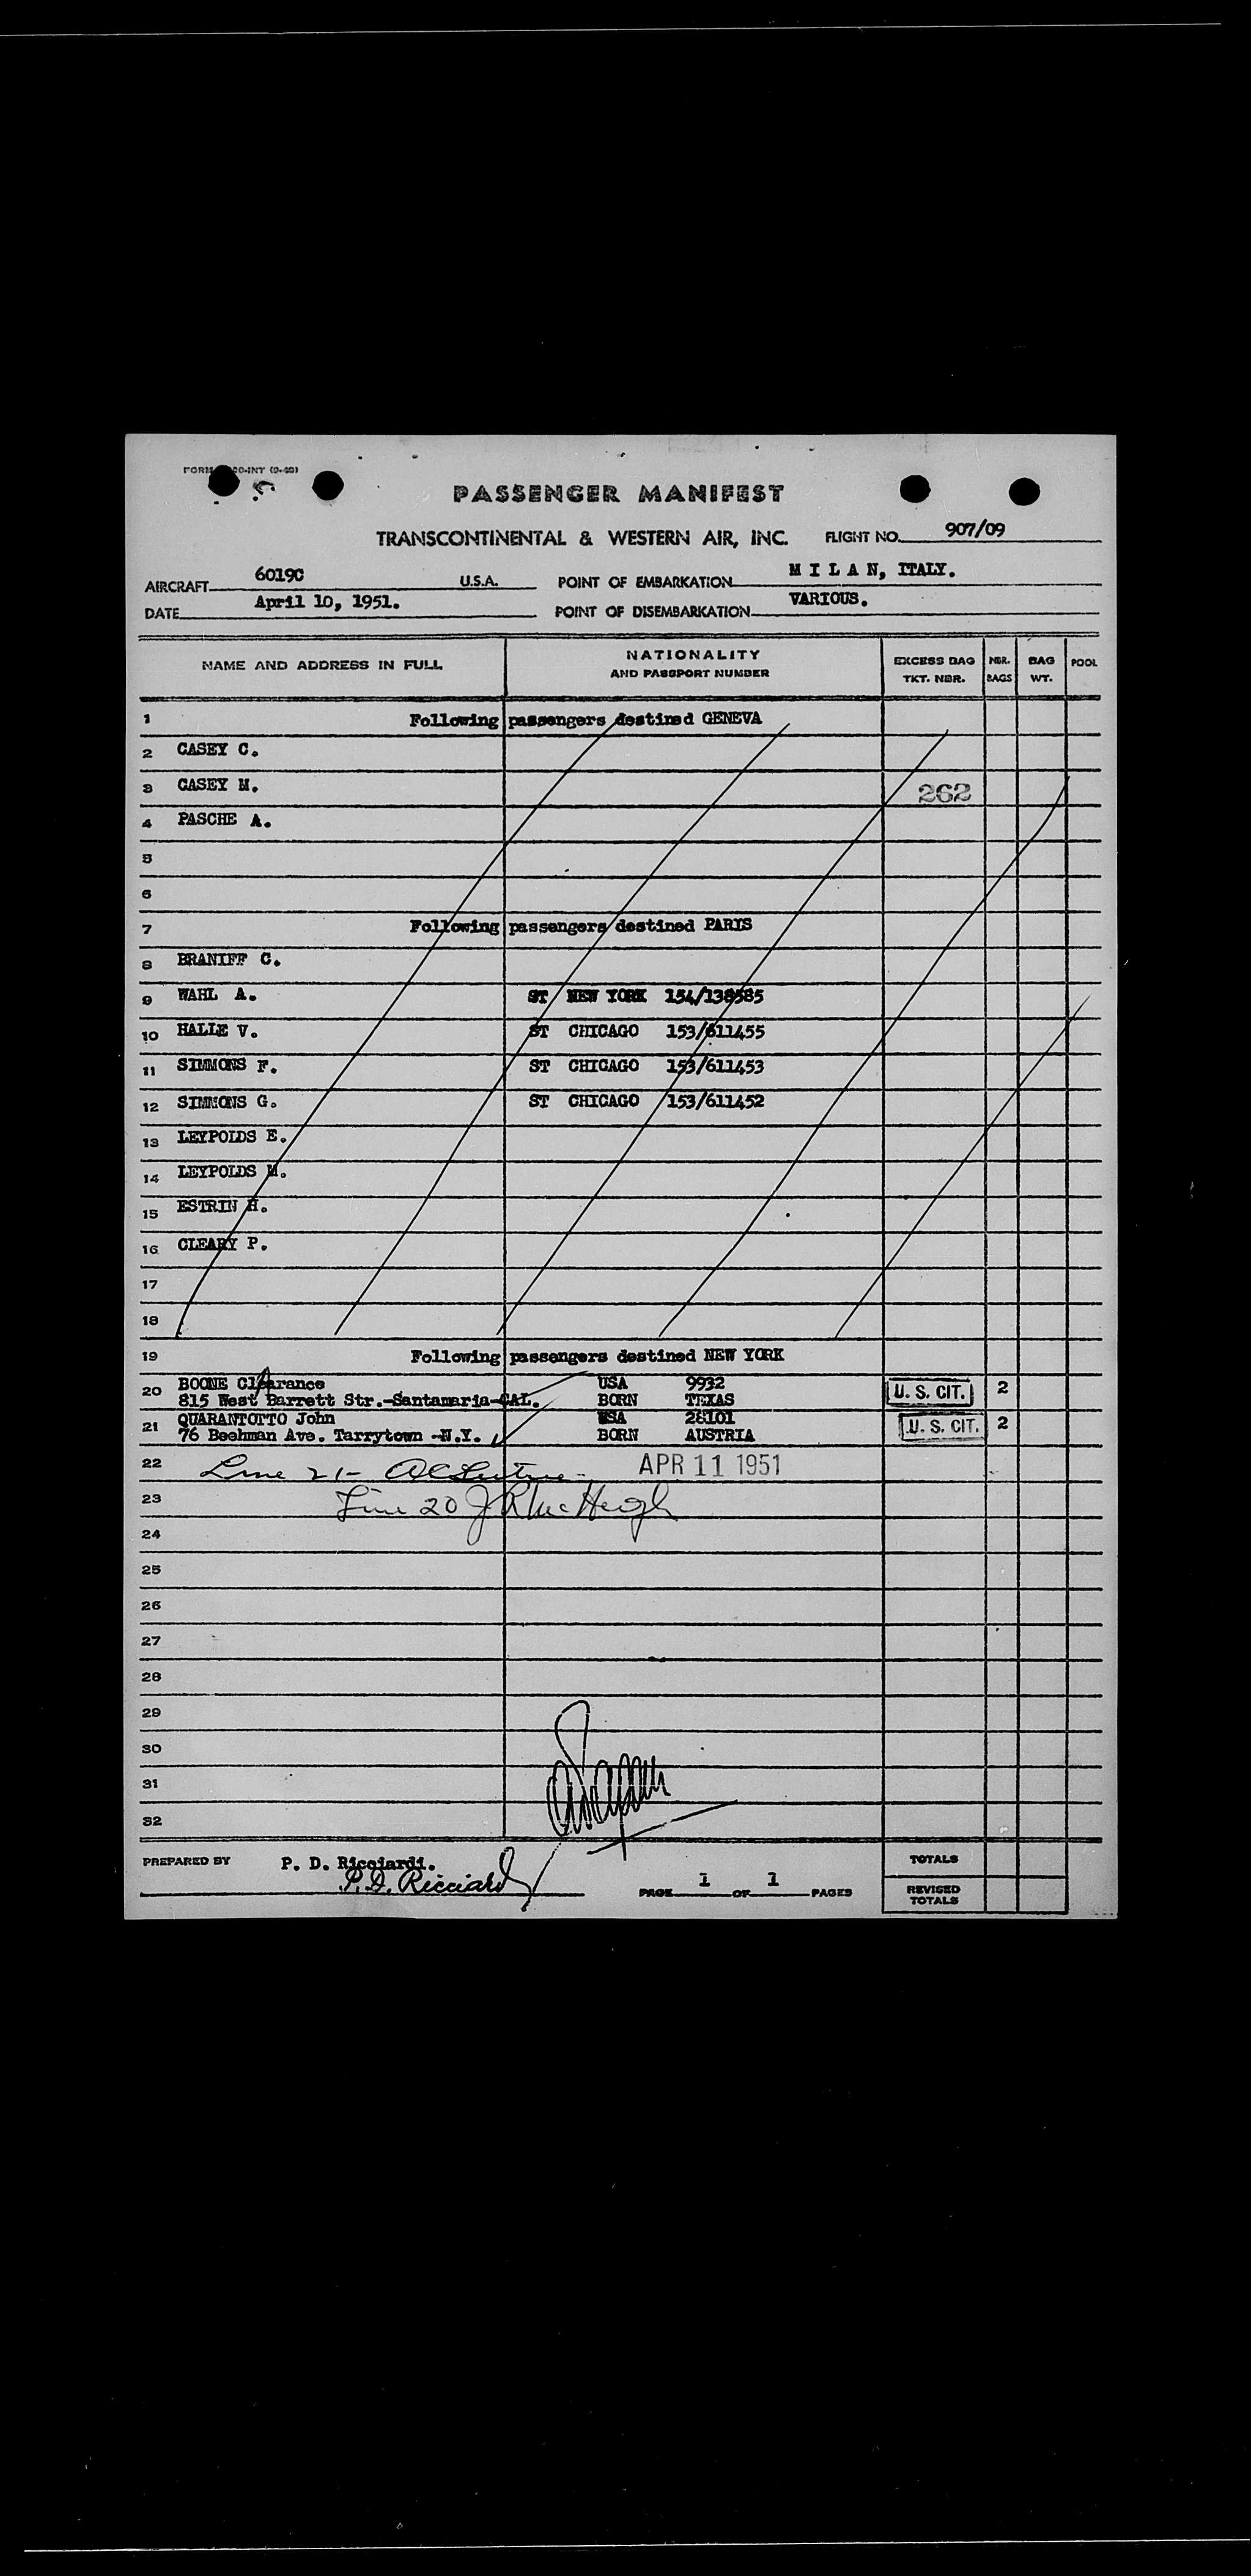 PASSENGER MANIFEST
TRANSCONTINENTAL & WESTERN AIR, INC. FLIGHT NO. 907/09
AIRCRAFT 6019C U.S.A. POINT OF EMBARKATION M I L A N, ITALY.
DATE April 10, 1951. POINT OF DISEMBARKATION VARIOUS.
NAME AND ADDRESS IN FULL NATIONALITY AND PASSPORT NUMBER EXCESS BAG TKT. NBR. NBR. BAGS BAG WT. POOL
1 Following passengers destined GENEVA
2 CASEY C.
3 CASEY M. 262
4 PASCHE A.
5
6
7 Following passengers destined PARIS
8 BRANIFF C.
9 WAHL A. ST NEW YORK 154/138585
10 HALLE V. ST CHICAGO 153/611455
11 SIMMONS F. ST CHICAGO 153/611453
12 SIMMONS G. ST CHICAGO 153/611452
13 LEYPOLDS E.
14 LEYPOLDS M.
15 ESTRIN H.
16 CLEARY P.
17
18
19 Following passengers destined NEW YORK
20 BOONE Clearance USA 9932 U. S. CIT. 2
815 West Barrett Str.-Santamaria-CAL. BORN TEXAS
21 QUARANTOTTO John USA 28101 U. S. CIT. 2
76 Beehman Ave. Tarrytown -N.Y. BORN AUSTRIA
22 Line 21- APR 11 1951
23 Line 20
24
25
26
27
28
29
30
31
32
PREPARED BY P. D. Ricciardi. TOTALS
P. D. Ricciardi PAGE 1 OF 1 PAGES REVISED TOTALS